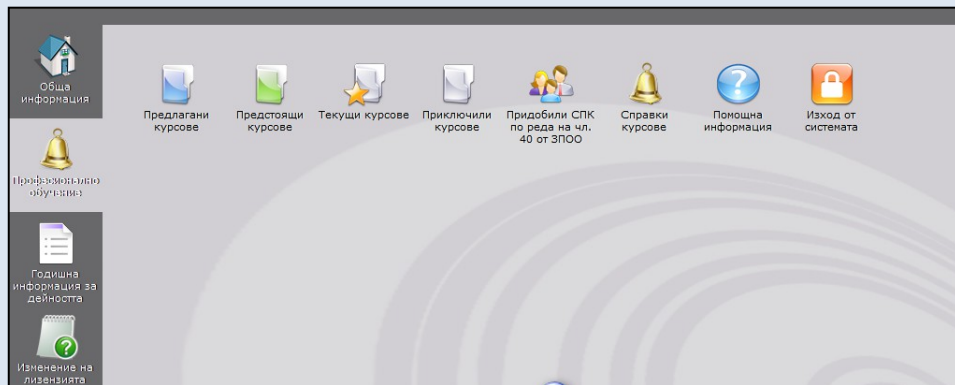 Обща
информация
Професионално
обучение
Годишна
информация за
дейността
Изменение на
лизензията
Предлагани
курсове
Предстоящи
курсове
Текущи курсове
Приключили
курсове
Придобили СПК
по реда на чл.
40 от ЗПОО
Справки
курсове
Помощна
информация
Изход от
системата